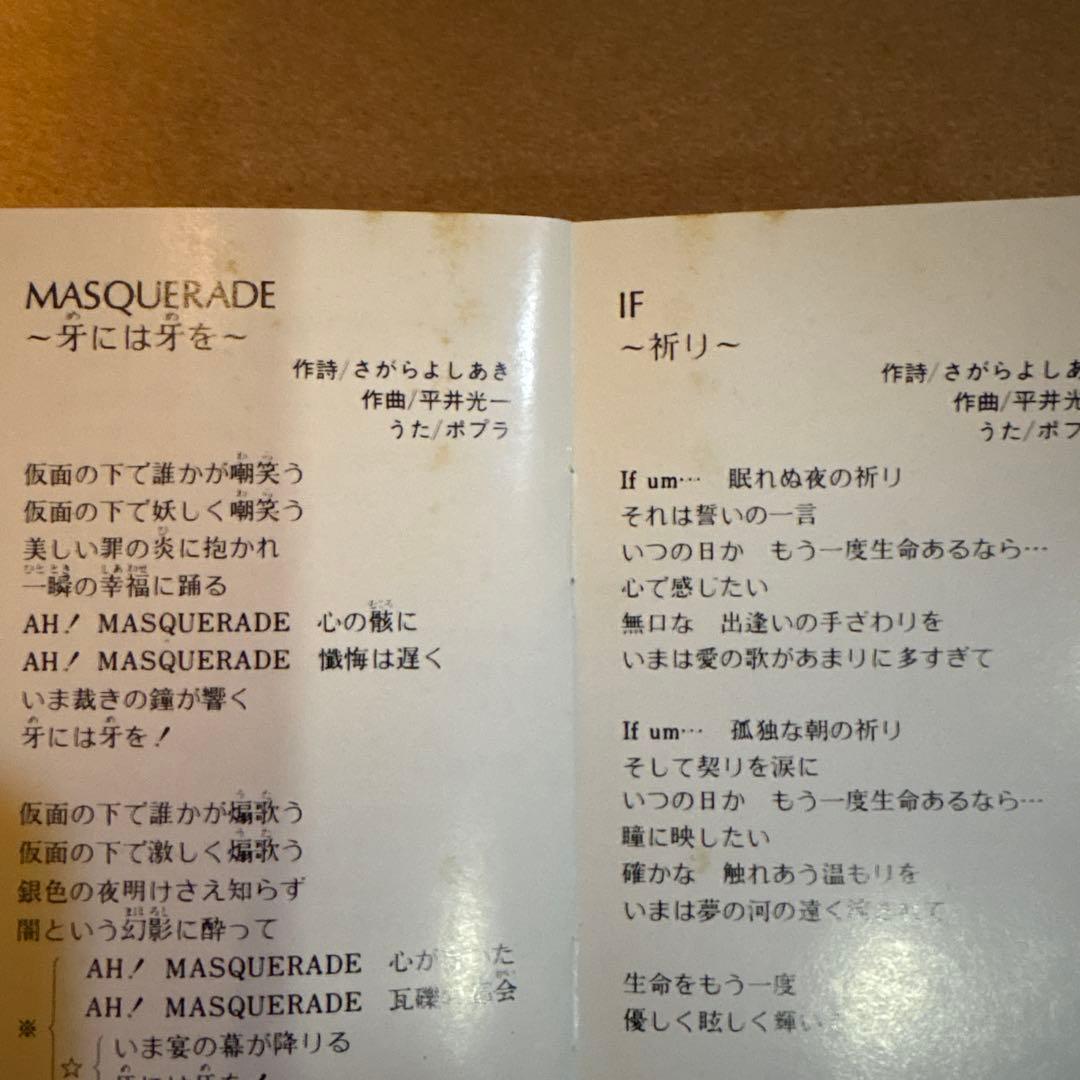 MASQUERADE
～牙には牙を～
作詩/さがらよしあき
作曲/平井光一
うた/ポプラ
仮面の下で誰かが嘲笑う
仮面の下で妖しく嘲笑う
美しい罪の炎に抱かれ
一瞬の幸福に踊る
AH! MASQUERADE 心の骸に
AH! MASQUERADE 懺悔は遅く
いま裁きの鐘が響く
牙には牙を!
仮面の下で誰かが煽歌う
仮面の下で激しく煽歌う
銀色の夜明けさえ知らず
闇という幻影に酔って
AH! MASQUERADE 心が
AH! MASQUERADE 瓦礫 会
※
いま宴の幕が降りる
☆
牙には牙を!
IF
～祈り～
作詩/さがらよしあ
作曲/平井光
うた/ポプ
If um… 眠れぬ夜の祈り
それは誓いの一言
いつの日か もう一度生命あるなら…
心で感じたい
無口な 出逢いの手ざわりを
いまは愛の歌があまりに多すぎて
If um… 孤独な朝の祈り
そして契りを涙に
いつの日か もう一度生命あるなら…
瞳に映したい
確かな 触れあう温もりを
いまは夢の河の遠く
生命をもう一度
優しく眩しく輝い